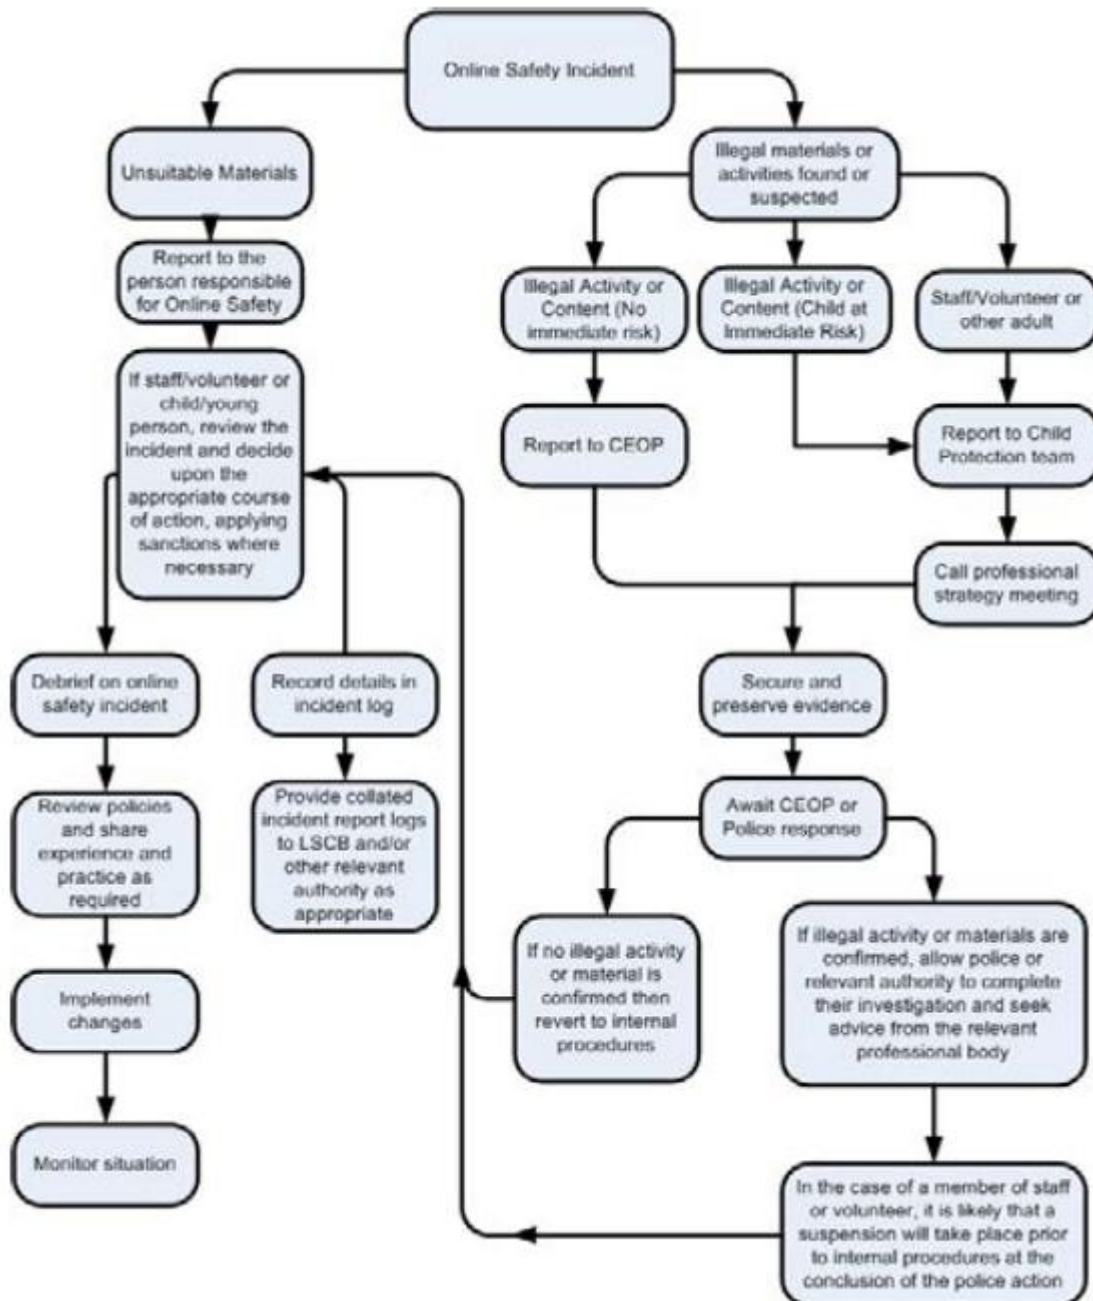 Online Safety Incident
Unsuitable Materials
Illegal materials or
activities found or
suspected
Report to the
person responsible
for Online Safety
Illegal Activity or
Content (No
immediate risk)
Illegal Activity or
Content (Child at
Immediate Risk)
Staff/Volunteer or
other adult
If staff/volunteer or
child/young
person, review the
incident and decide
upon the
appropriate course
of action, applying
sanctions where
necessary
Report to CEOP
Report to Child
Protection team
Call professional
strategy meeting
Debrief on online
safety incident
Record details in
incident log
Secure and
preserve evidence
Review policies
and share
experience and
practice as
required
Provide collated
incident report logs
to LSCB and/or
other relevant
authority as
appropriate
Await CEOP or
Police response
If no illegal activity
or material is
confirmed then
revert to internal
procedures
If illegal activity or materials are
confirmed, allow police or
relevant authority to complete
their investigation and seek
advice from the relevant
professional body
Implement
changes
Monitor situation
In the case of a member of staff
or volunteer, it is likely that a
suspension will take place prior
to internal procedures at the
conclusion of the police action